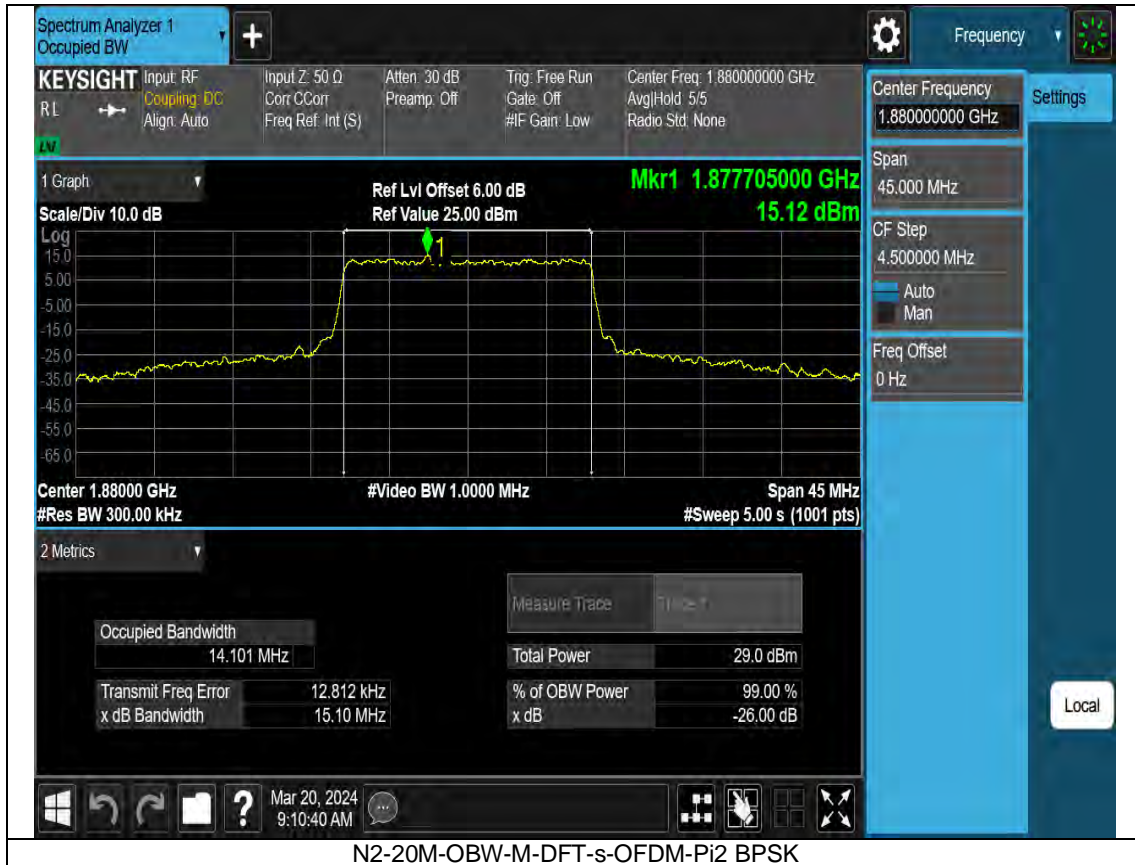 Spectrum Analyzer 1
Occupied BW
+
Frequency
KEYSIGHT
RL
Input: RF
Coupling: DC
Align: Auto
Input Z: 50 Ω
Corr CCorr
Freq Ref: Int (S)
Atten: 30 dB
Preamp: Off
Trig: Free Run
Gate: Off
#IF Gain: Low
Center Freq: 1.880000000 GHz
Avg|Hold: 5/5
Radio Std: None
Center Frequency
1.880000000 GHz
Settings
Span
45.000 MHz
CF Step
4.500000 MHz
Auto
Man
Freq Offset
0 Hz
1 Graph
Scale/Div 10.0 dB
Ref Lvl Offset 6.00 dB
Ref Value 25.00 dBm
Mkr1 1.877705000 GHz
15.12 dBm
Log
15.0
5.00
-5.00
-15.0
-25.0
-35.0
-45.0
-55.0
-65.0
1
Center 1.88000 GHz
#Res BW 300.00 kHz
#Video BW 1.0000 MHz
Span 45 MHz
#Sweep 5.00 s (1001 pts)
2 Metrics
Measure Trace
Trace 1
Occupied Bandwidth
14.101 MHz
Total Power 29.0 dBm
Transmit Freq Error 12.812 kHz
% of OBW Power 99.00 %
x dB Bandwidth 15.10 MHz
x dB -26.00 dB
Local
?
Mar 20, 2024
9:10:40 AM
N2-20M-OBW-M-DFT-s-OFDM-Pi2 BPSK